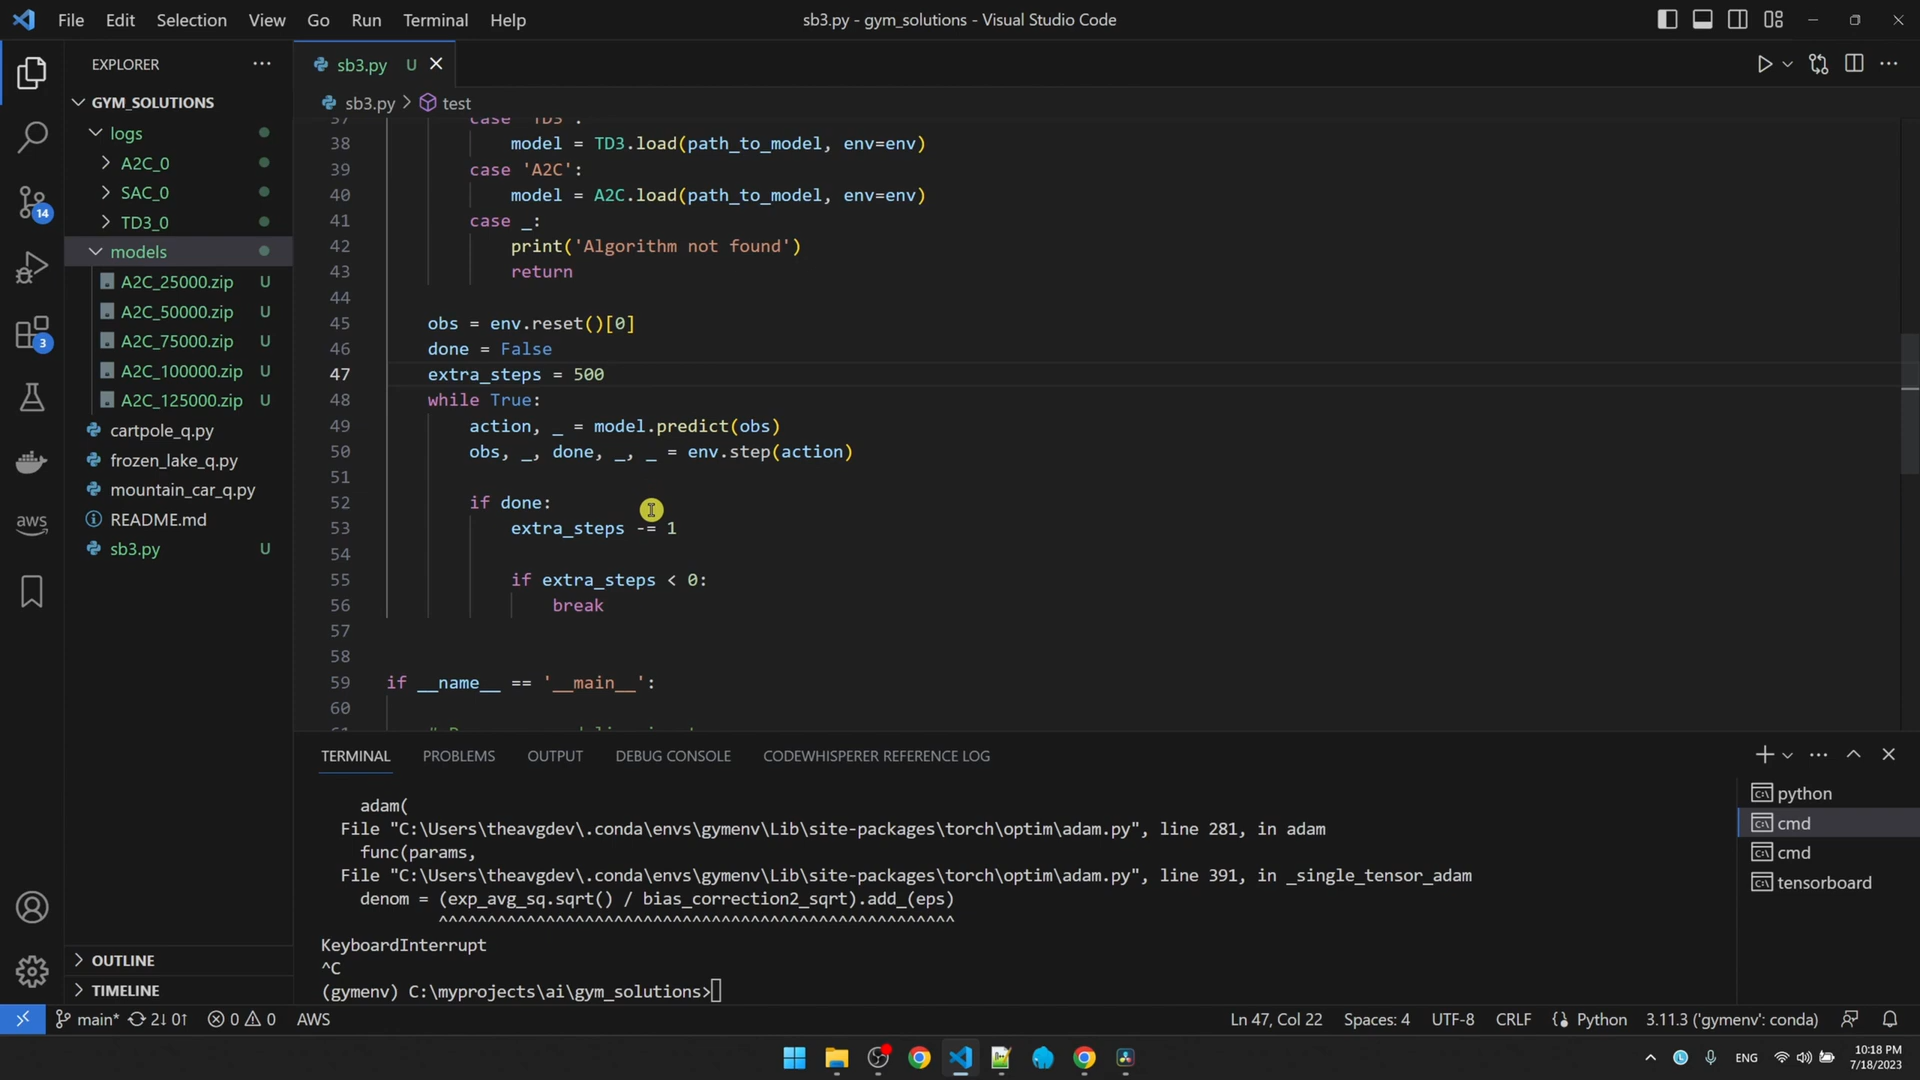 File Edit Selection View Go Run Terminal Help
sb3.py - gym_solutions - Visual Studio Code
EXPLORER
GYM_SOLUTIONS
logs
A2C_0
SAC_0
TD3_0
models
A2C_25000.zip U
A2C_50000.zip U
A2C_75000.zip U
A2C_100000.zip U
A2C_125000.zip U
cartpole_q.py
frozen_lake_q.py
mountain_car_q.py
README.md
sb3.py U
OUTLINE
TIMELINE
14
3
aws
sb3.py U
sb3.py > test
37 case 'TD3':
38 model = TD3.load(path_to_model, env=env)
39 case 'A2C':
40 model = A2C.load(path_to_model, env=env)
41 case _:
42 print('Algorithm not found')
43 return
44
45 obs = env.reset()[0]
46 done = False
47 extra_steps = 500
48 while True:
49 action, _ = model.predict(obs)
50 obs, _, done, _, _ = env.step(action)
51
52 if done:
53 extra_steps -= 1
54
55 if extra_steps < 0:
56 break
57
58
59 if __name__ == '__main__':
60
61
TERMINAL PROBLEMS OUTPUT DEBUG CONSOLE CODEWHISPERER REFERENCE LOG
adam(
File "C:\Users\theavgdev\.conda\envs\gymenv\Lib\site-packages\torch\optim\adam.py", line 281, in adam
func(params,
File "C:\Users\theavgdev\.conda\envs\gymenv\Lib\site-packages\torch\optim\adam.py", line 391, in _single_tensor_adam
denom = (exp_avg_sq.sqrt() / bias_correction2_sqrt).add_(eps)
^^^^^^^^^^^^^^^^^^^^^^^^^^^^^^^^^^^^^^^^^^^^^^^^^^
KeyboardInterrupt
^C
(gymenv) C:\myprojects\ai\gym_solutions>
python
cmd
cmd
tensorboard
main* 2↓ 0↑ 0 0 AWS
Ln 47, Col 22 Spaces: 4 UTF-8 CRLF Python 3.11.3 ('gymenv': conda)
ENG
10:18 PM
7/18/2023